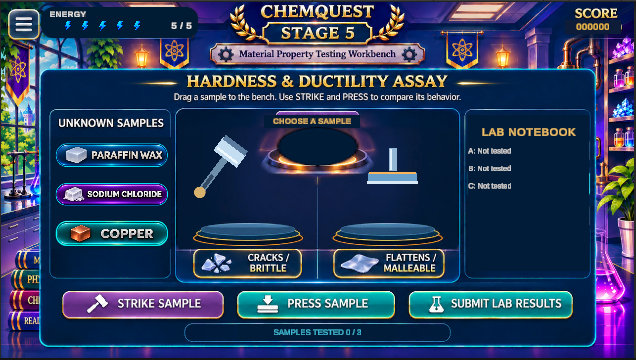 ENERGY
5 / 5
CHEMQUEST
STAGE 5
Material Property Testing Workbench
SCORE
000000
HARDNESS & DUCTILITY ASSAY
Drag a sample to the bench. Use STRIKE and PRESS to compare its behavior.
UNKNOWN SAMPLES
PARAFFIN WAX
SODIUM CHLORIDE
COPPER
CHOOSE A SAMPLE
CRACKS /
BRITTLE
FLATTENS /
MALLEABLE
LAB NOTEBOOK
A: Not tested
B: Not tested
C: Not tested
STRIKE SAMPLE
PRESS SAMPLE
SUBMIT LAB RESULTS
SAMPLES TESTED 0 / 3